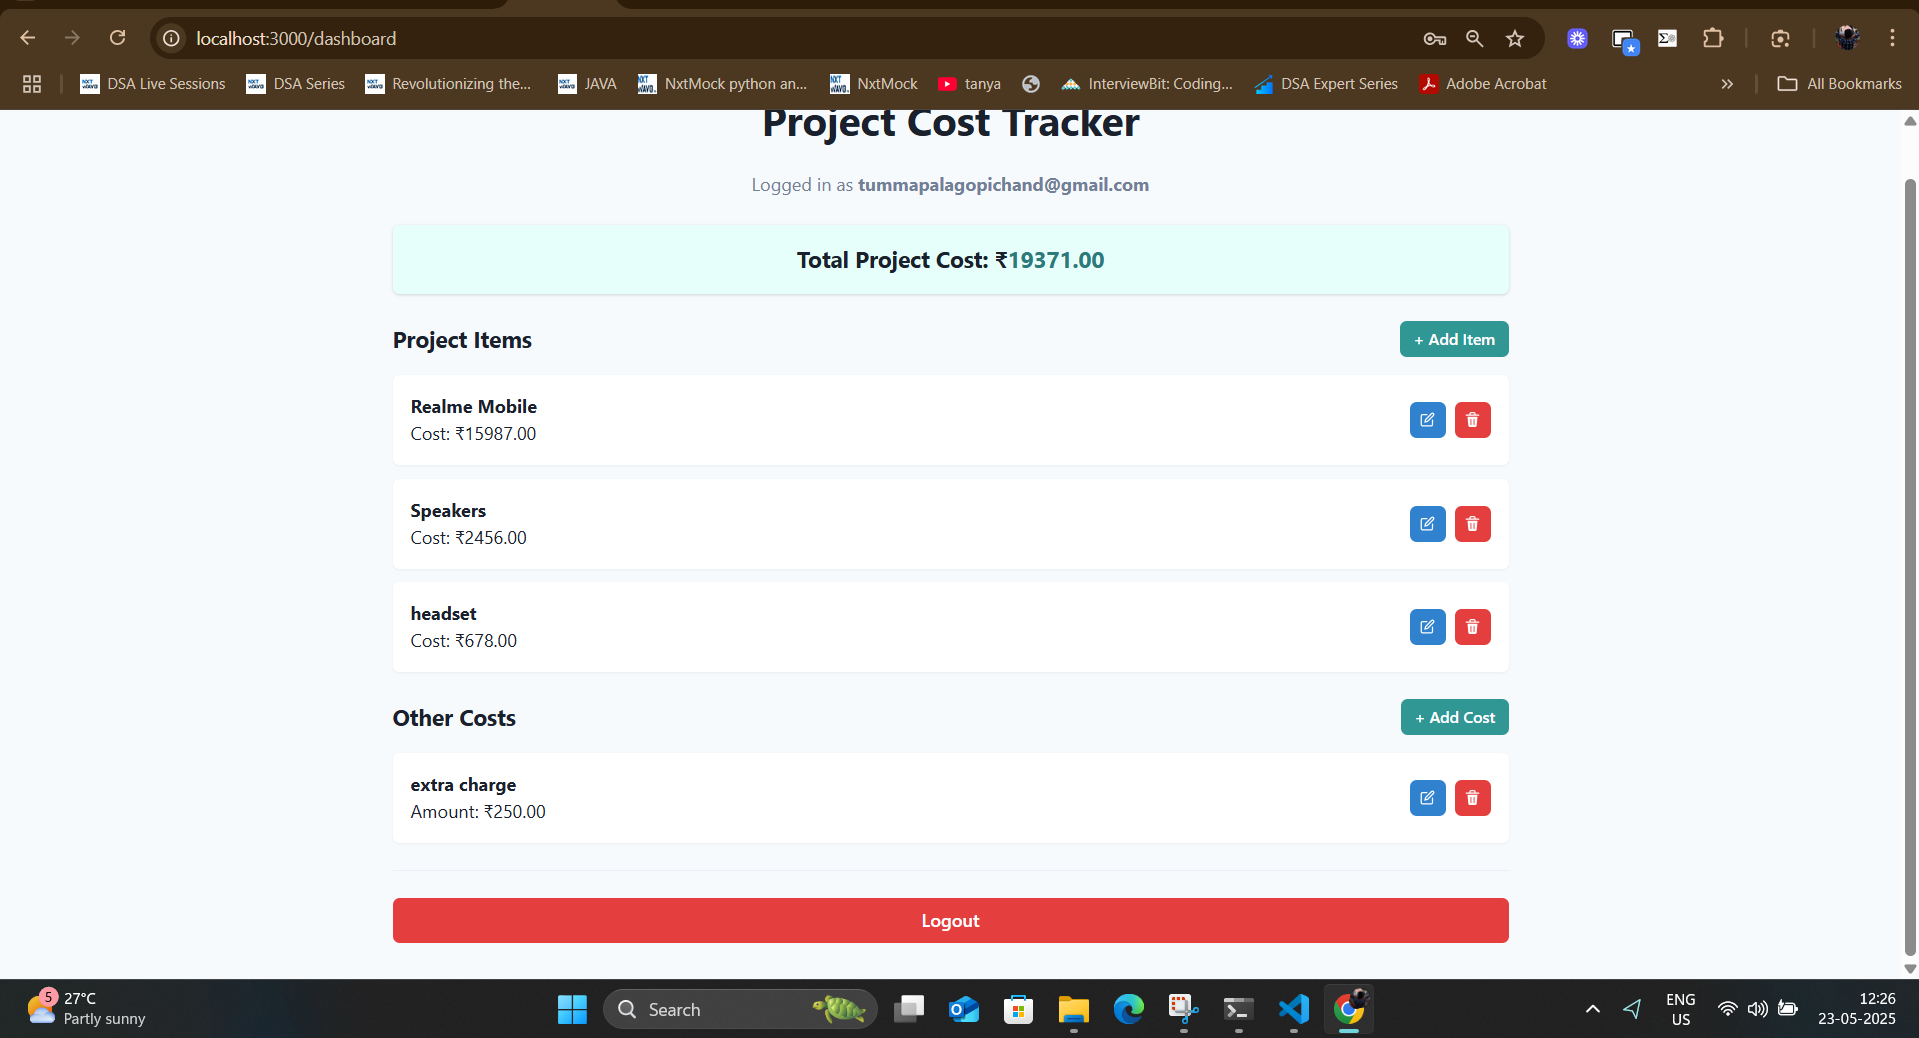 localhost:3000/dashboard
DSA Live Sessions
DSA Series
Revolutionizing the...
JAVA
NxtMock python an...
NxtMock
tanya
InterviewBit: Coding...
DSA Expert Series
Adobe Acrobat
All Bookmarks
Project Cost Tracker
Logged in as tummapalagopichand@gmail.com
Total Project Cost: ₹19371.00
Project Items
+ Add Item
Realme Mobile
Cost: ₹15987.00
Speakers
Cost: ₹2456.00
headset
Cost: ₹678.00
Other Costs
+ Add Cost
extra charge
Amount: ₹250.00
Logout
5
27°C
Partly sunny
Search
ENG
US
12:26
23-05-2025